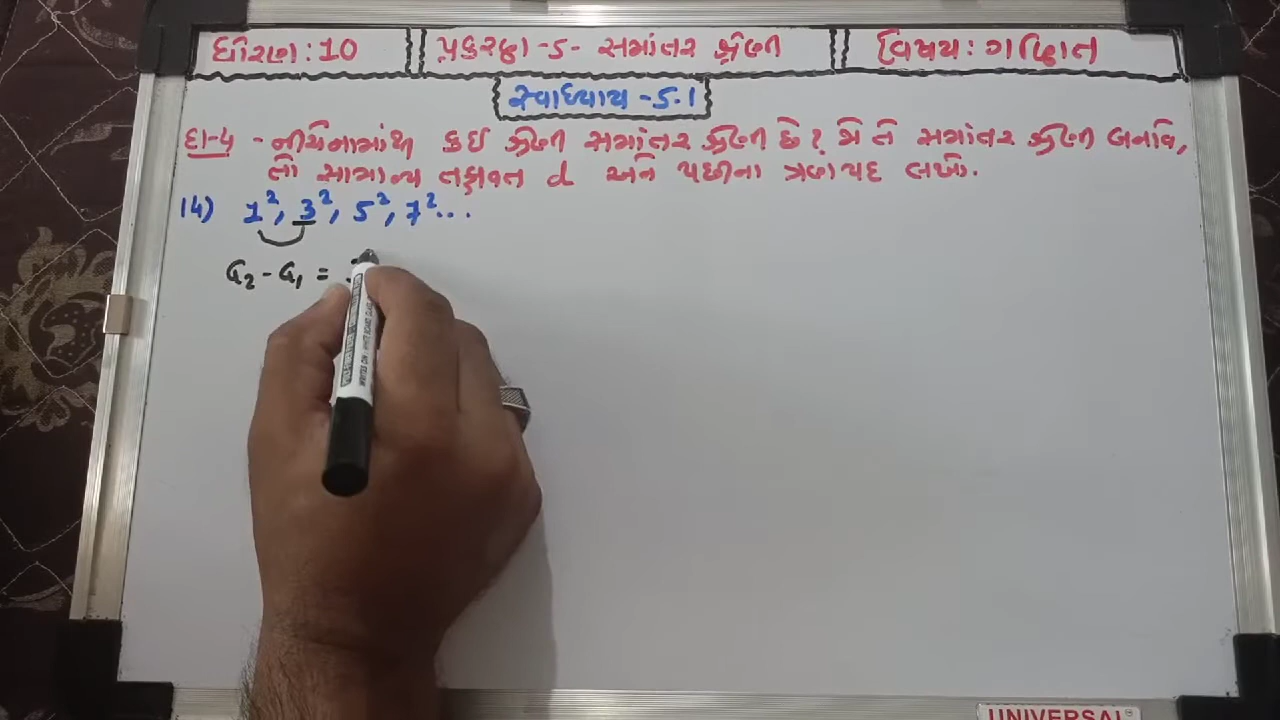 ધોરણ: 10 પ્રકરણ -5- સમાંતર શ્રેણી વિષય: ગણિત
સ્વાધ્યાય -5.1
દા-4 - નીચેનામાંથી કઈ શ્રેણી સમાંતર શ્રેણી છે? જો તે સમાંતર શ્રેણી બનાવે,
તો સામાન્ય તફાવત d અને પછીના ત્રણ પદ લખો.
14) 1², 3², 5², 7²...
a₂ - a₁ =
UNIVERSAL